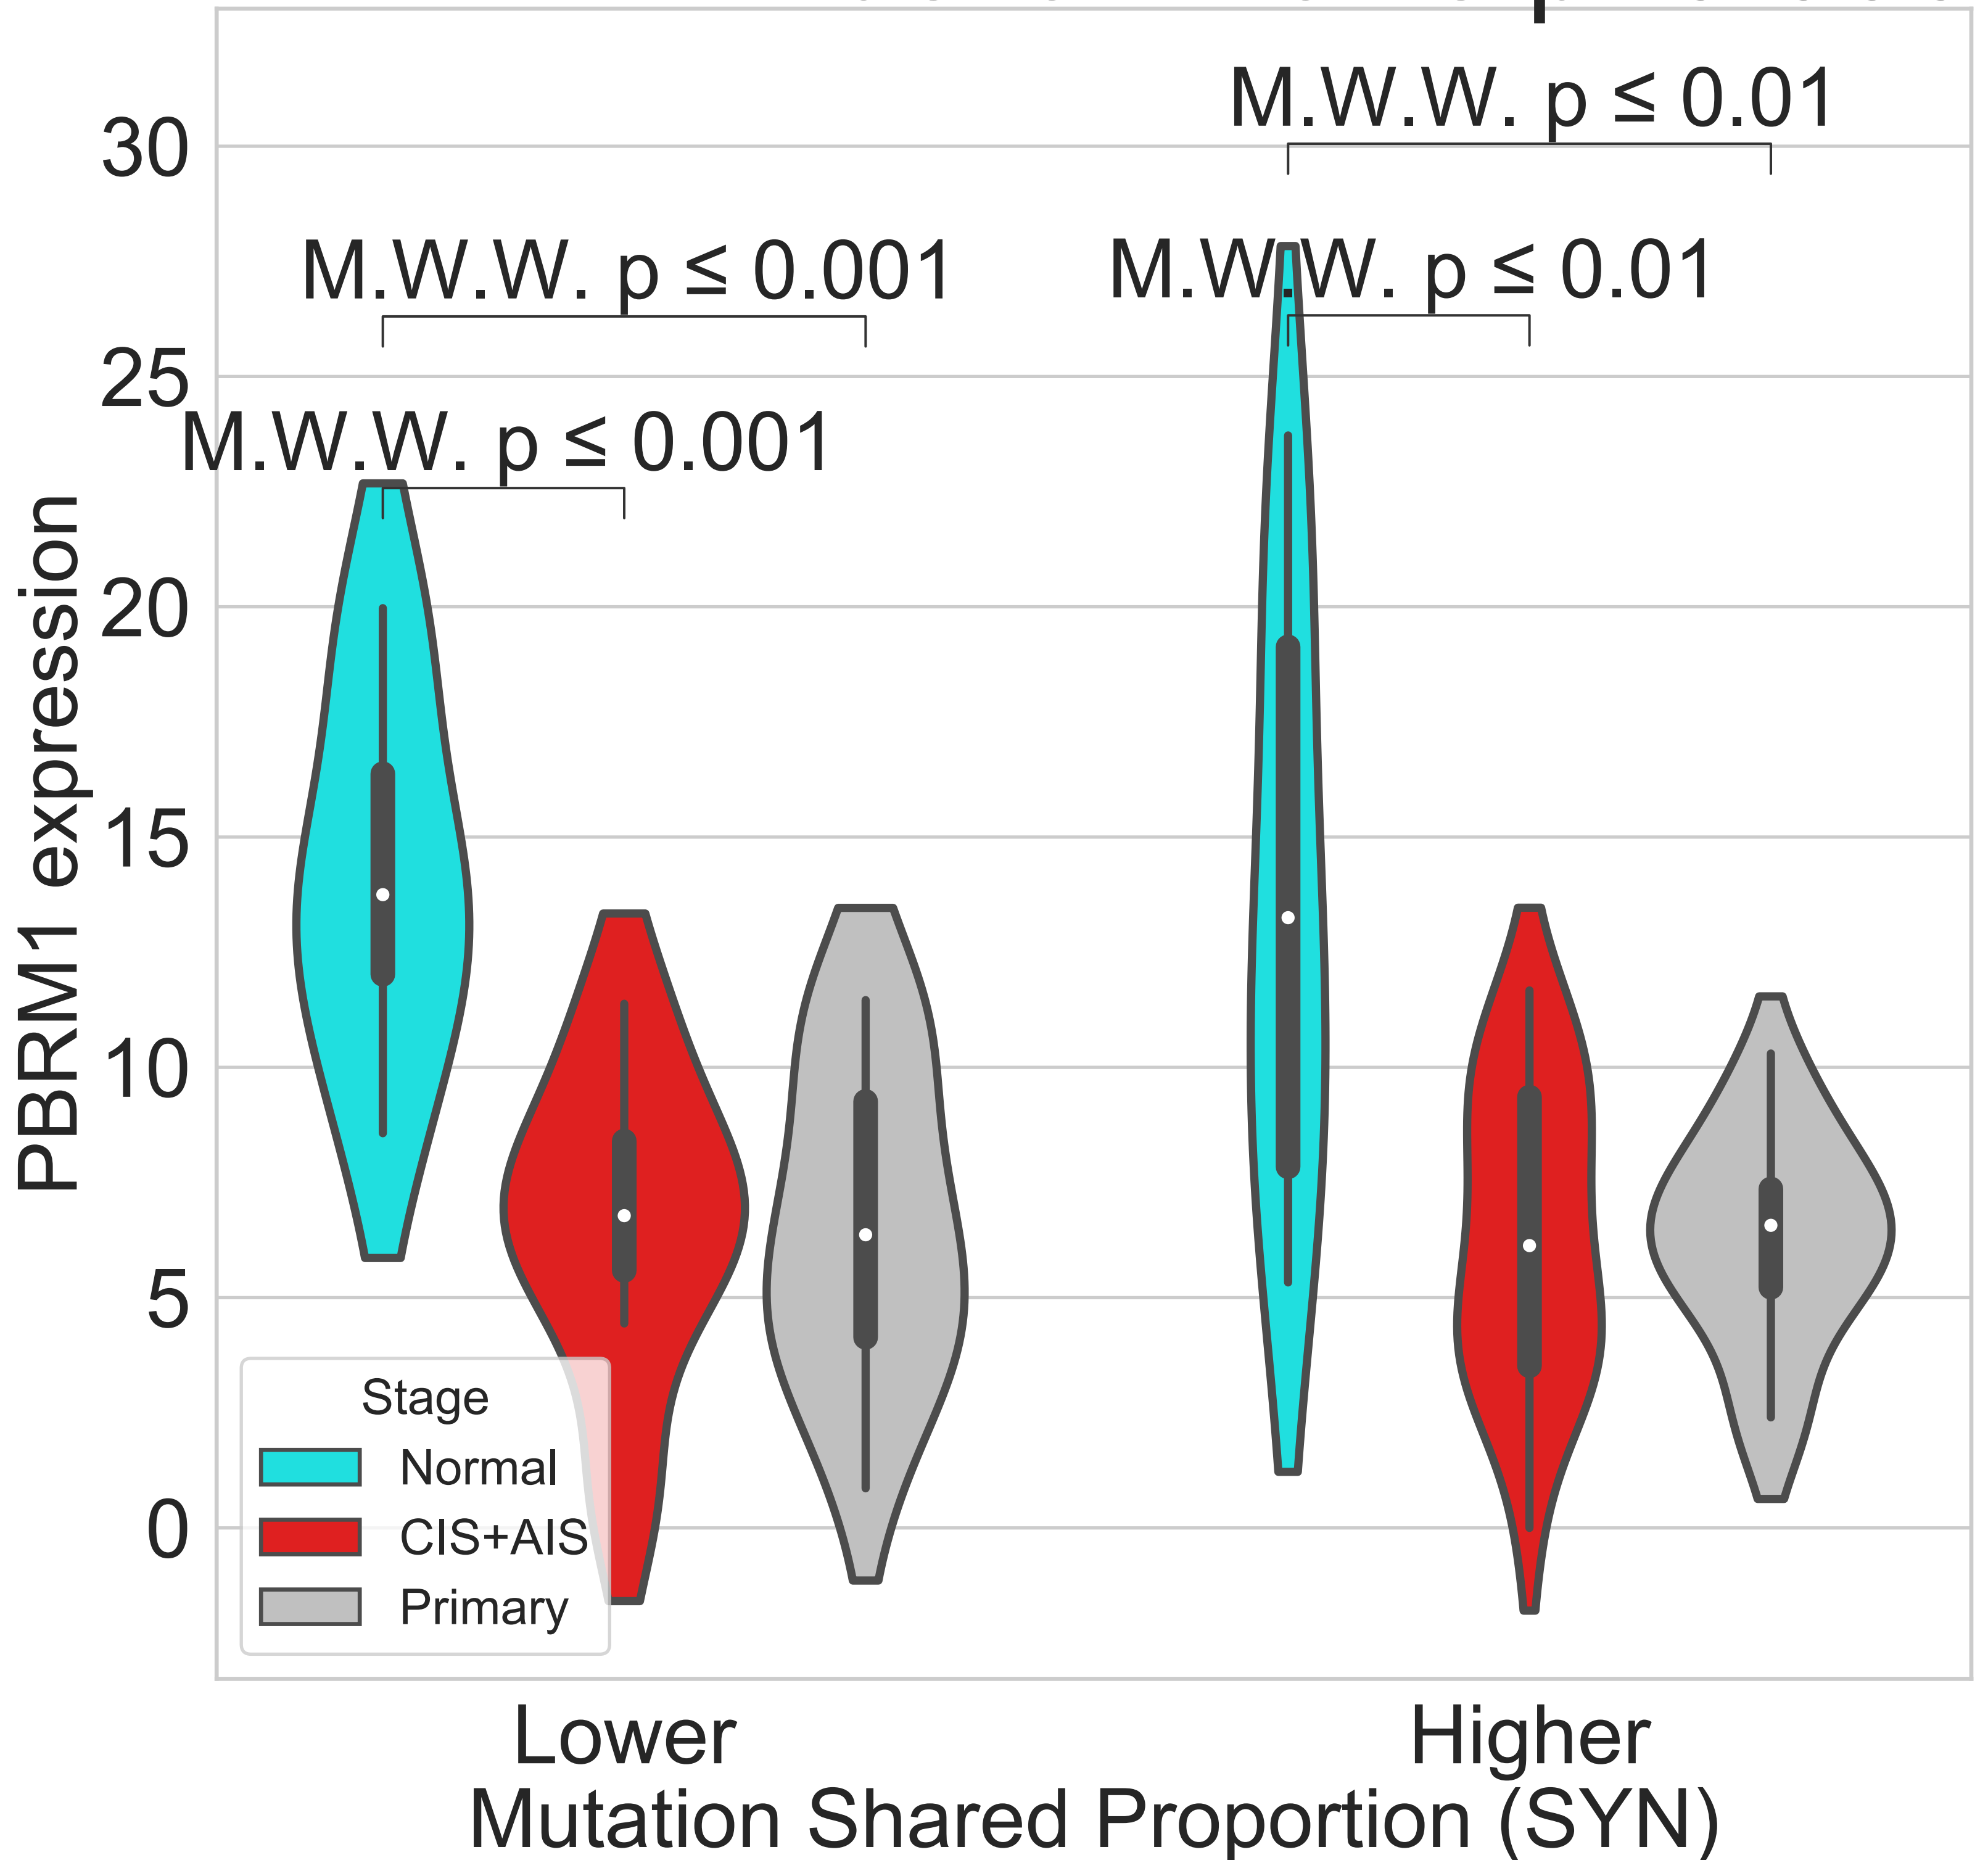 M.W.W. p ≤ 0.01
30
M.W.W. p ≤ 0.001
M.W.W. p ≤ 0.01
25
M.W.W. p ≤ 0.001
20
15
10
5
0
PBRM1 expression
Stage
Normal
CIS+AIS
Primary
Lower
Higher
Mutation Shared Proportion (SYN)